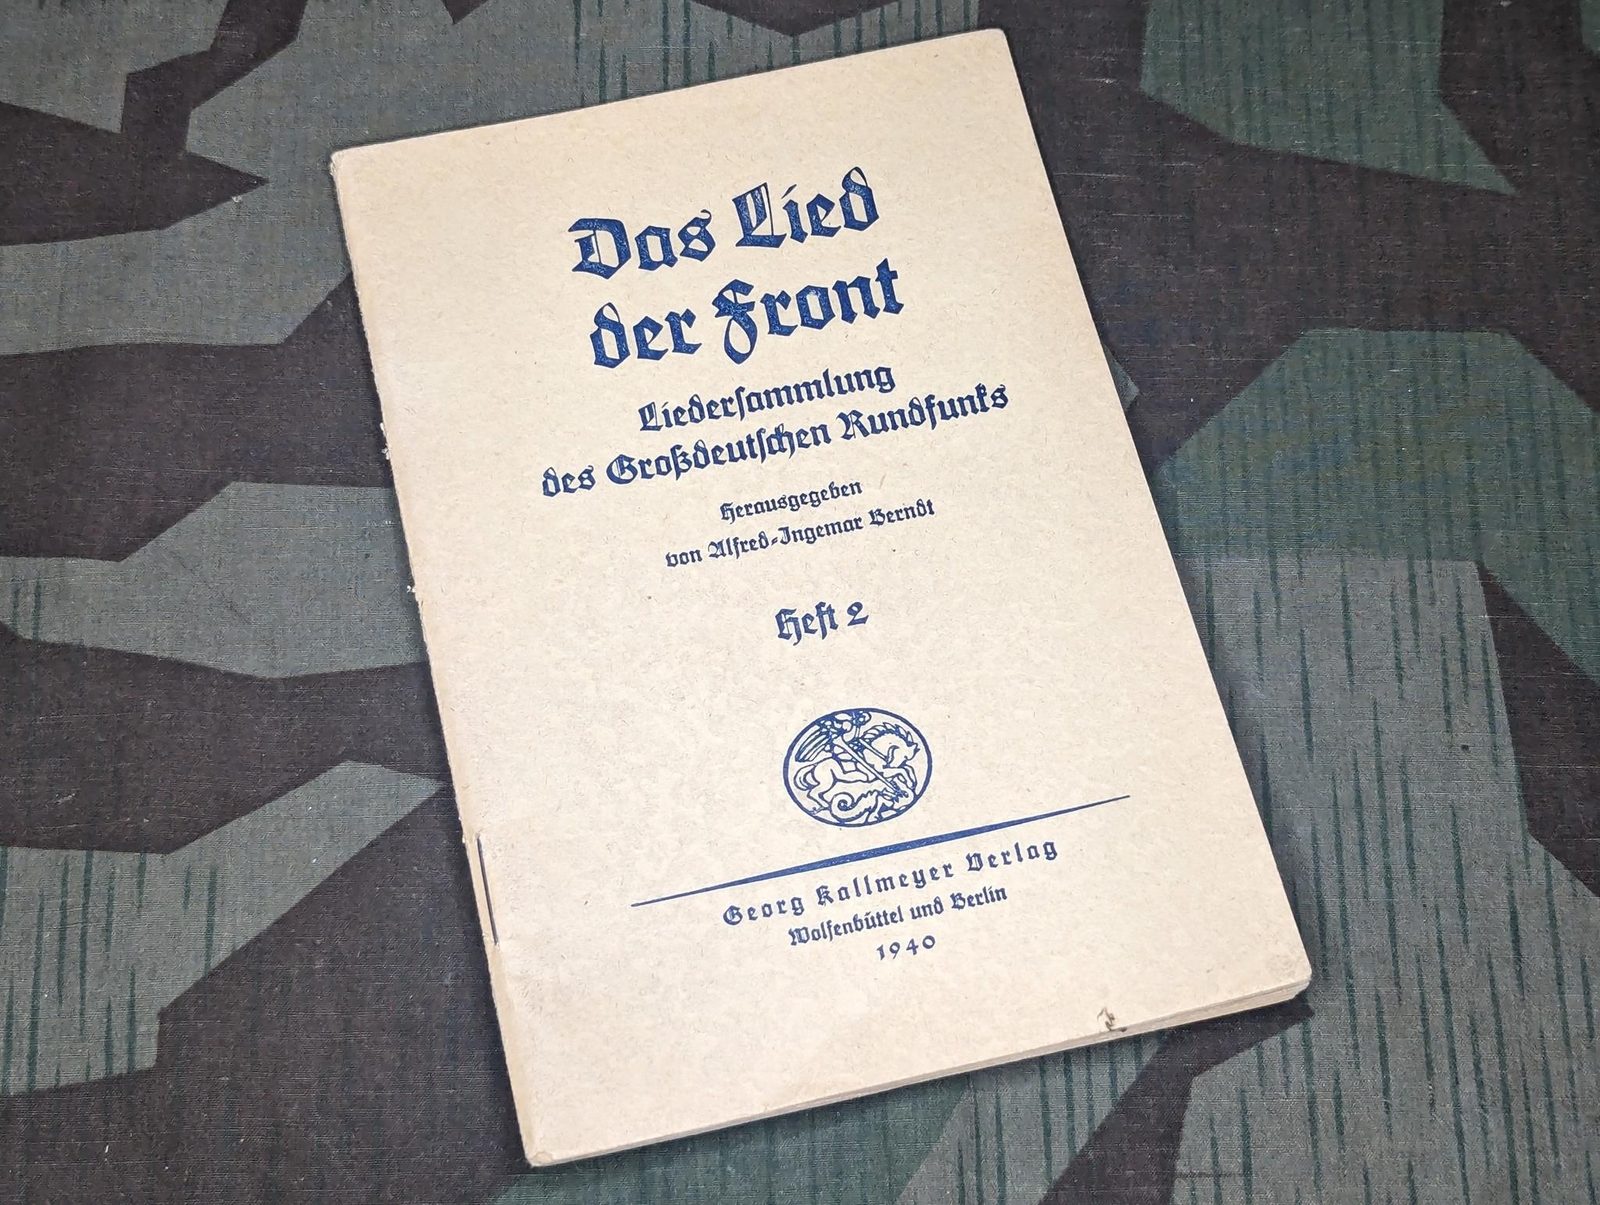 Das Lied
der Front
Liederſammlung
des Großdeutſchen Rundfunks
Herausgegeben
von Alfred-Ingemar Berndt
Heft 2
Georg Kallmeyer Verlag
Wolfenbüttel und Berlin
1940